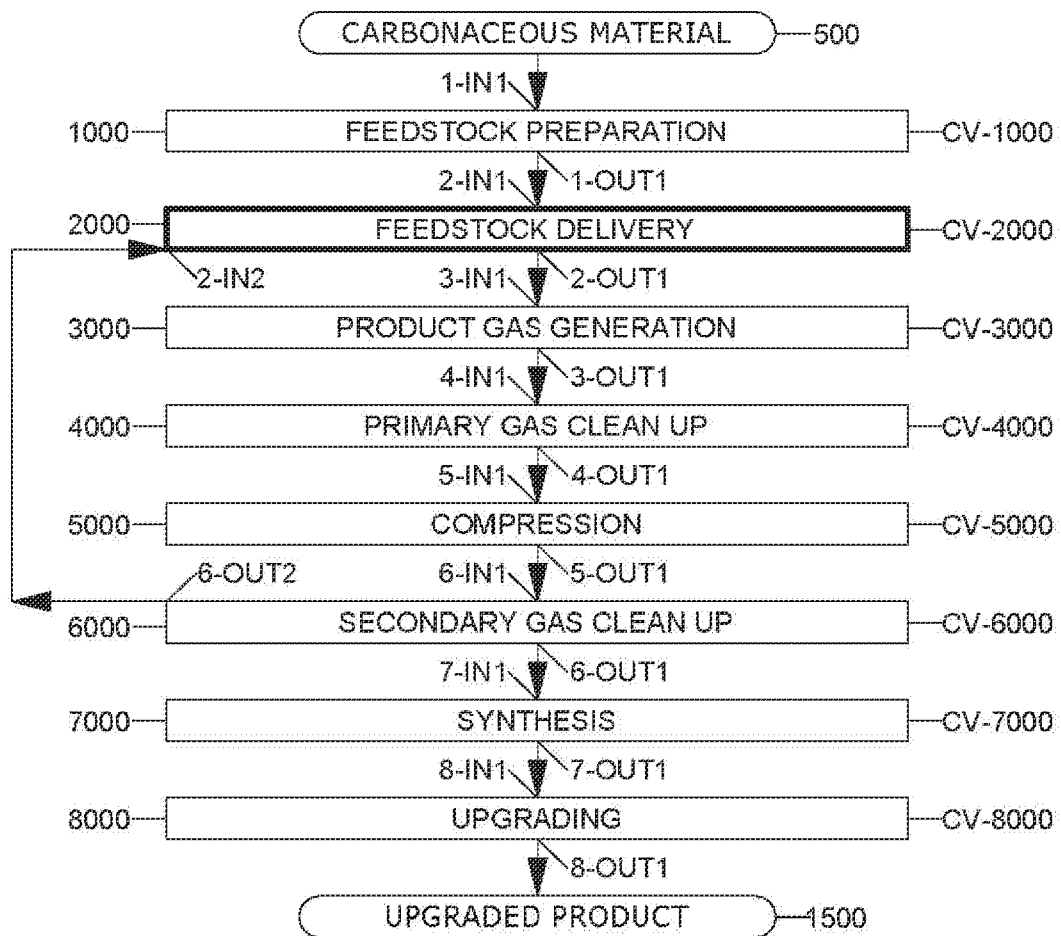 CARBONACEOUS MATERIAL 500
1-IN1
1000 FEEDSTOCK PREPARATION CV-1000
2-IN1 1-OUT1
2000 FEEDSTOCK DELIVERY CV-2000
2-IN2 3-IN1 2-OUT1
3000 PRODUCT GAS GENERATION CV-3000
4-IN1 3-OUT1
4000 PRIMARY GAS CLEAN UP CV-4000
5-IN1 4-OUT1
5000 COMPRESSION CV-5000
6-OUT2 6-IN1 5-OUT1
6000 SECONDARY GAS CLEAN UP CV-6000
7-IN1 6-OUT1
7000 SYNTHESIS CV-7000
8-IN1 7-OUT1
8000 UPGRADING CV-8000
8-OUT1
UPGRADED PRODUCT 1500